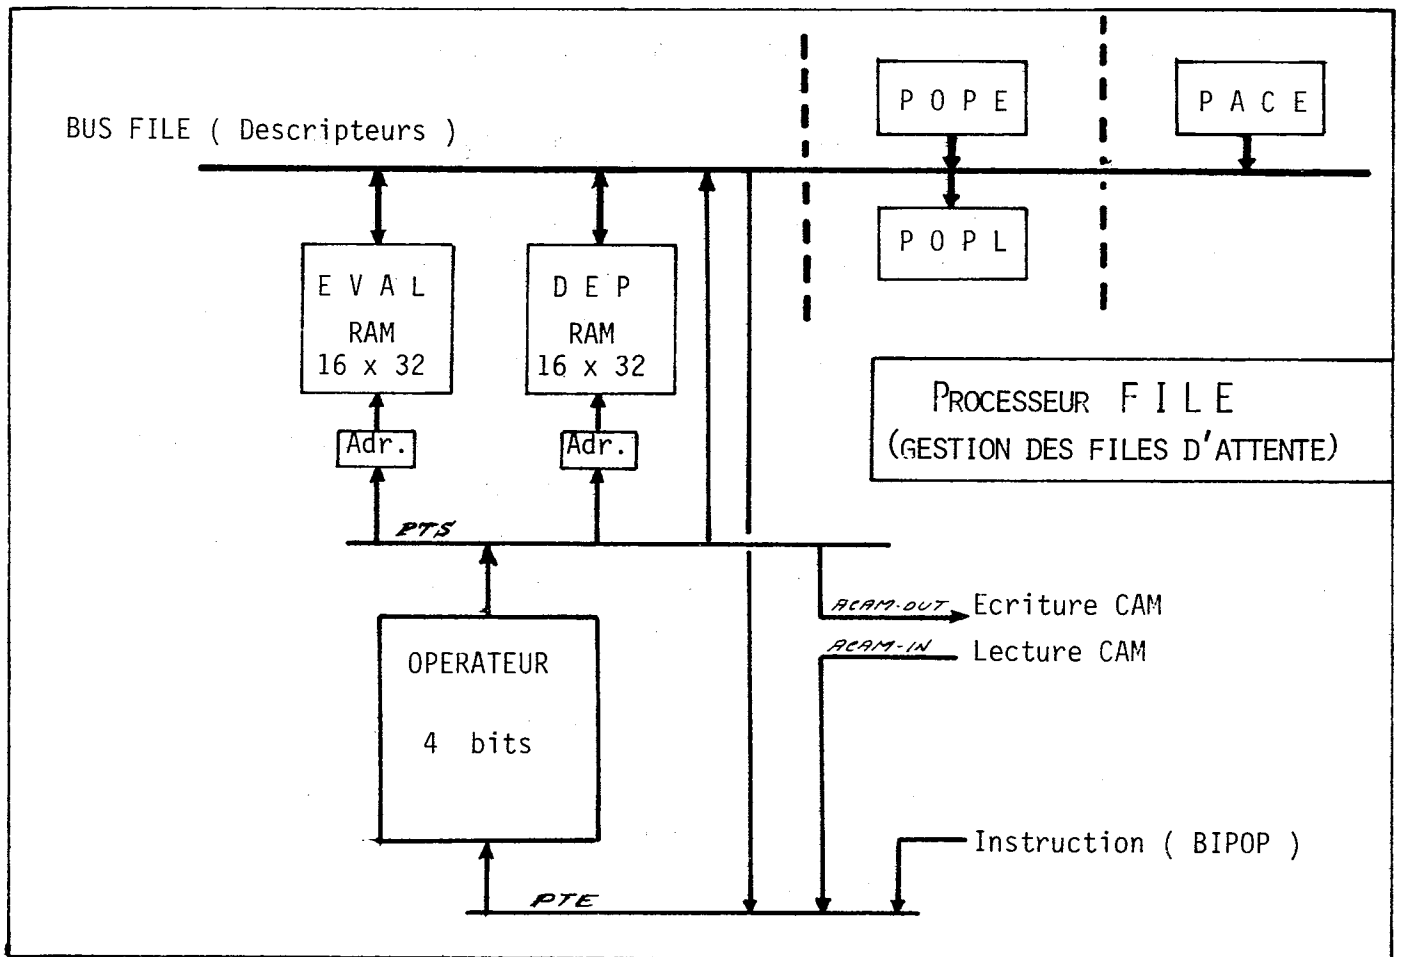 P O P E
P A C E
BUS FILE ( Descripteurs )
P O P L
E V A L
RAM
16 x 32
D E P
RAM
16 x 32
PROCESSEUR F I L E
(GESTION DES FILES D'ATTENTE)
Adr.
Adr.
PTS
ACAM-OUT
Ecriture CAM
ACAM-IN
Lecture CAM
OPERATEUR
4 bits
Instruction ( BIPOP )
PTE